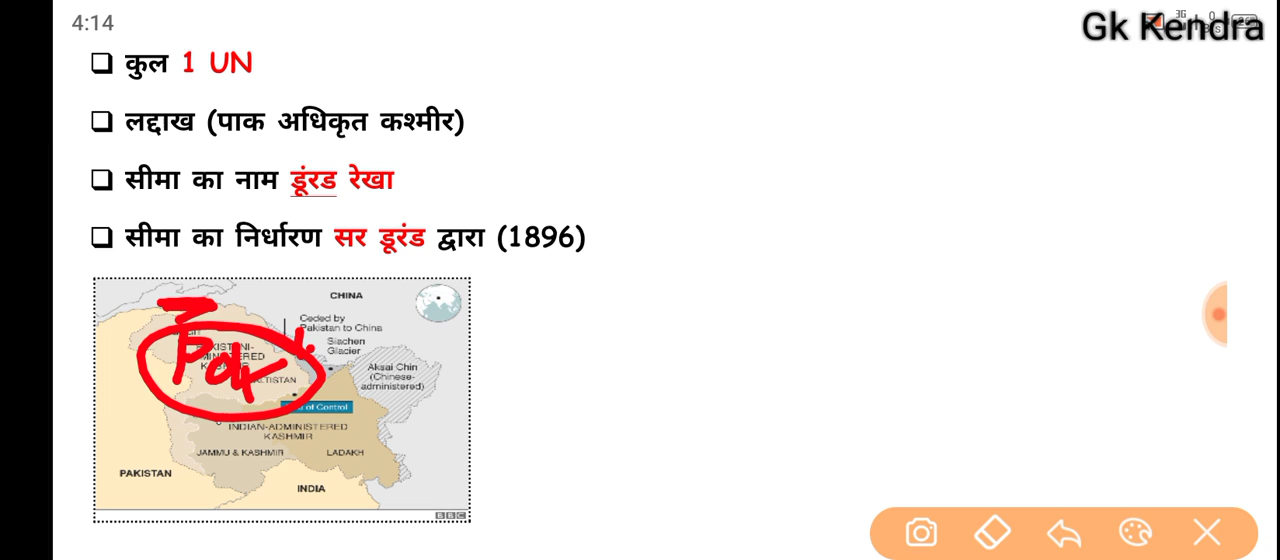 4:14
Gk Kendra
❑ कुल 1 UN
❑ लद्दाख (पाक अधिकृत कश्मीर)
❑ सीमा का नाम डूंरड रेखा
❑ सीमा का निर्धारण सर डूरंड द्वारा (1896)
CHINA
Ceded by
Pakistan to China
Siachen
Glacier
Aksai Chin
(Chinese-
administered)
Pak
of Control
INDIAN-ADMINISTERED
KASHMIR
JAMMU & KASHMIR LADAKH
PAKISTAN
INDIA
BBC